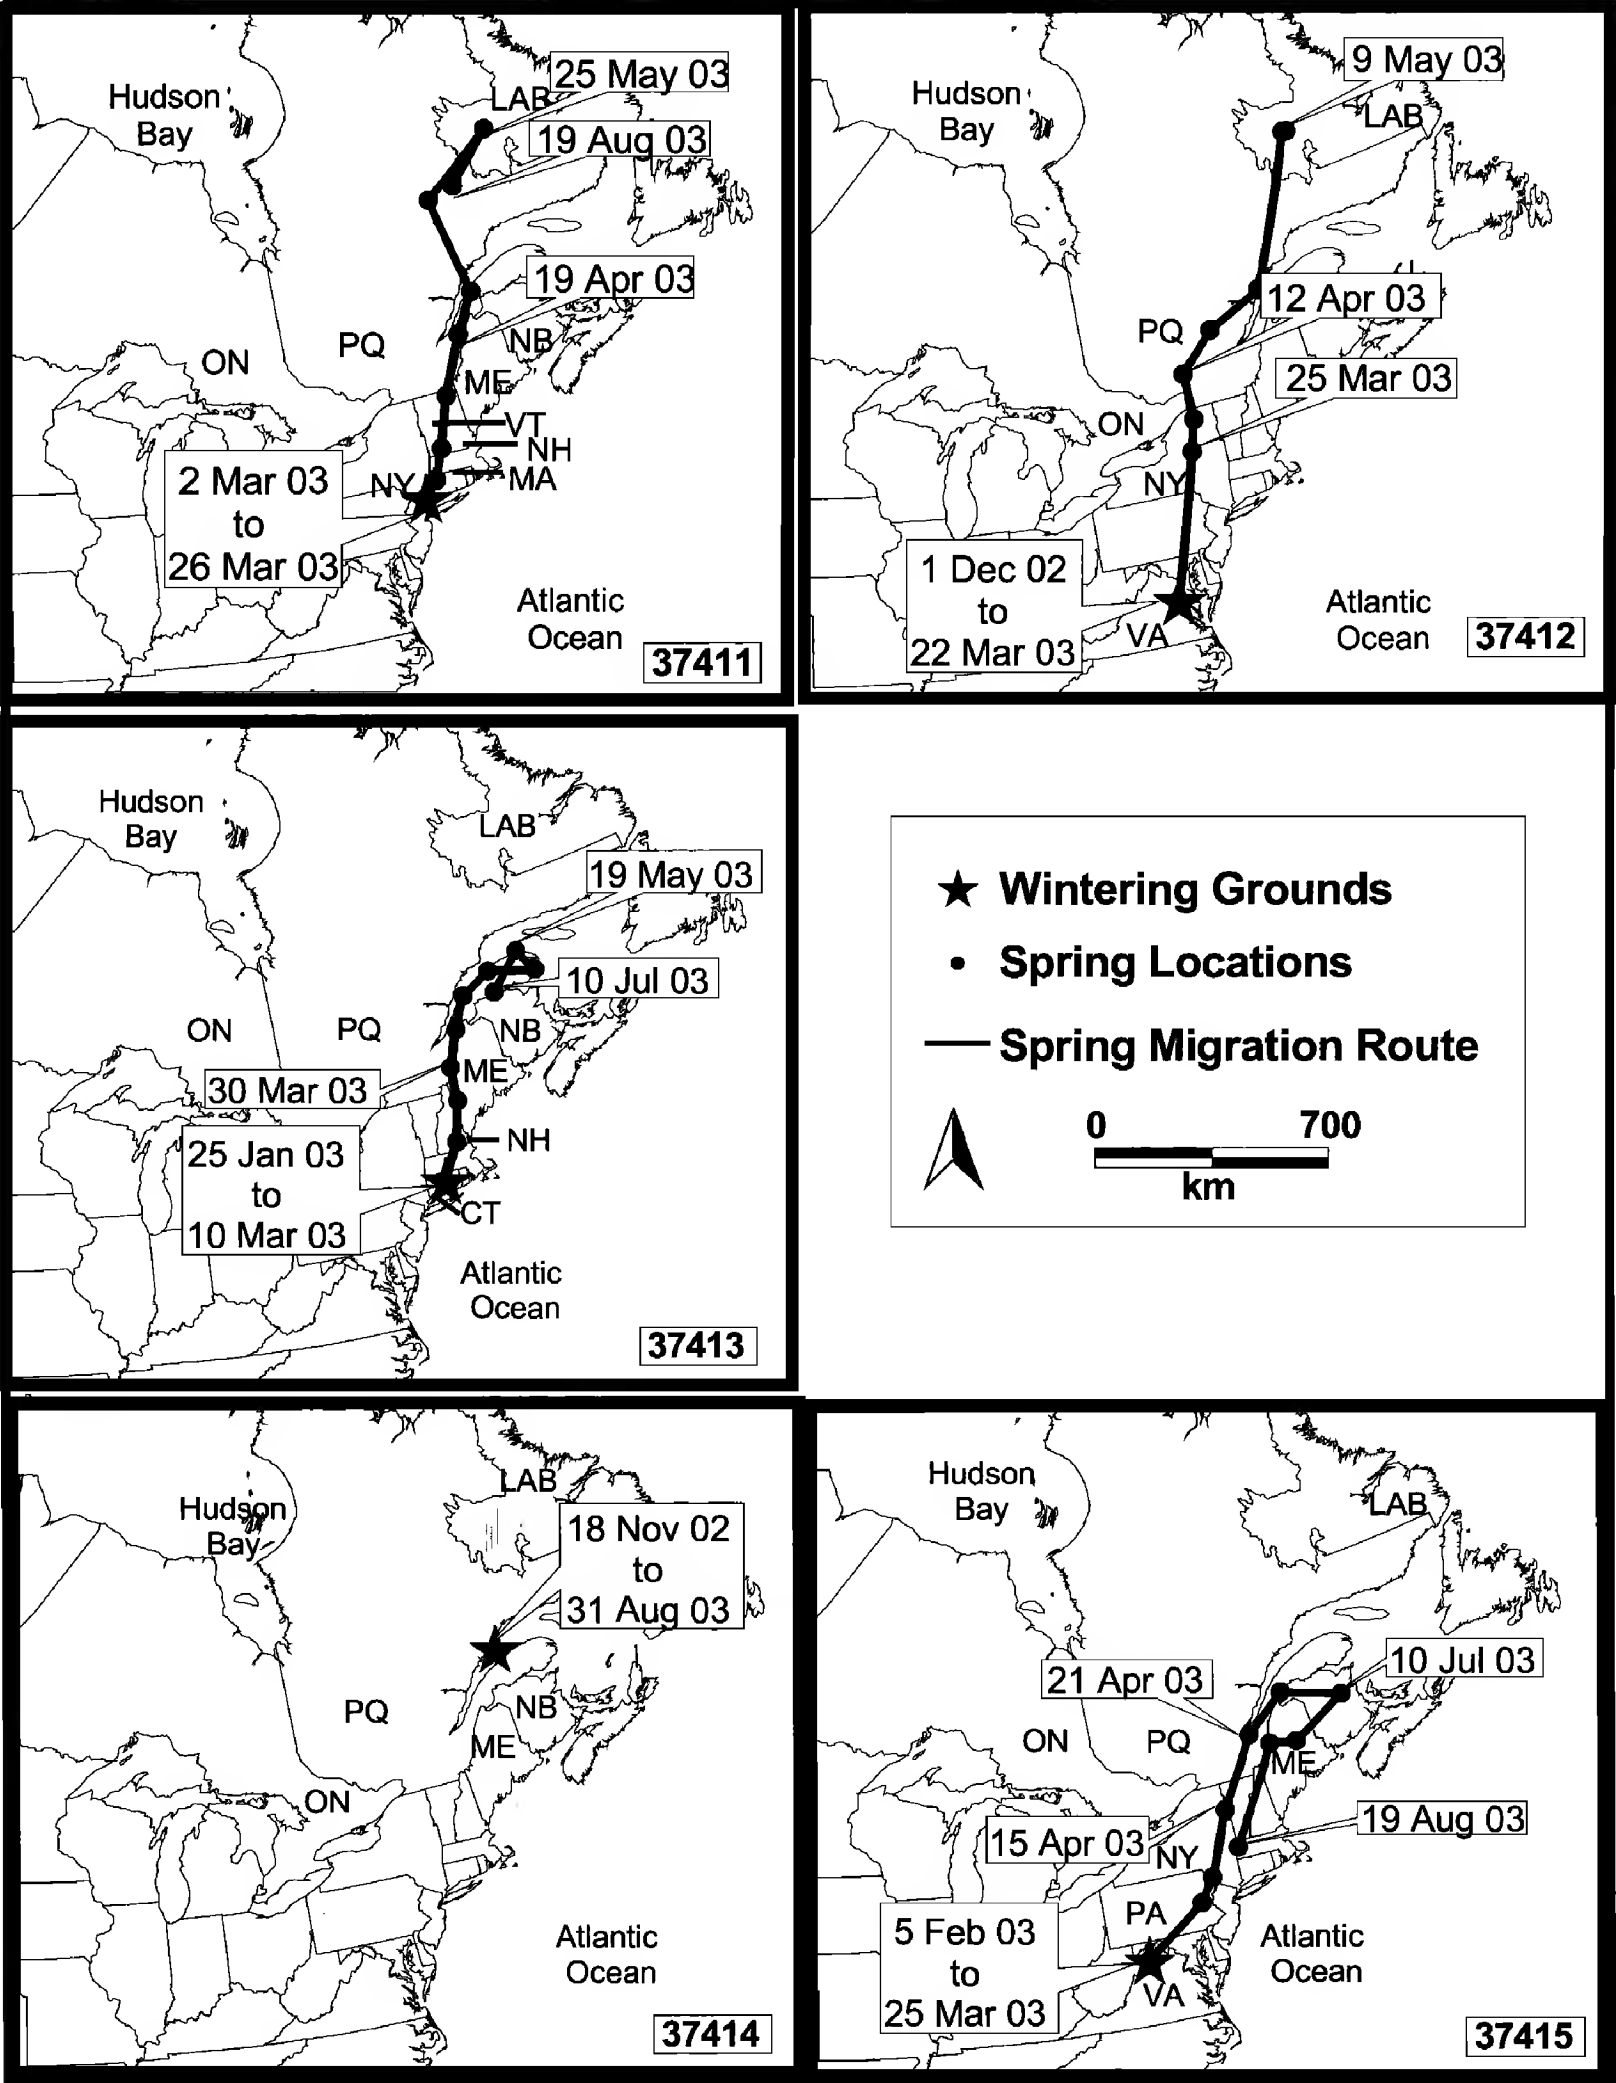 25 May 03
Hudson
Bay
LAB
19 Aug 03
19 Apr 03
PQ
NB
ON
ME
VT
NH
NY
MA
2 Mar 03
to
26 Mar 03
Atlantic
Ocean
37411
9 May 03
Hudson
Bay
LAB
12 Apr 03
PQ
25 Mar 03
ON
NY
1 Dec 02
to
22 Mar 03
VA
Atlantic
Ocean
37412
Hudson
Bay
LAB
19 May 03
10 Jul 03
ON
PQ
NB
ME
30 Mar 03
NH
25 Jan 03
to
10 Mar 03
CT
Atlantic
Ocean
37413
Wintering Grounds
Spring Locations
Spring Migration Route
0 700
km
LAB
Hudson
Bay
18 Nov 02
to
31 Aug 03
PQ
NB
ME
ON
Atlantic
Ocean
37414
Hudson
Bay
LAB
10 Jul 03
21 Apr 03
ON
PQ
ME
19 Aug 03
15 Apr 03
NY
PA
5 Feb 03
to
25 Mar 03
VA
Atlantic
Ocean
37415